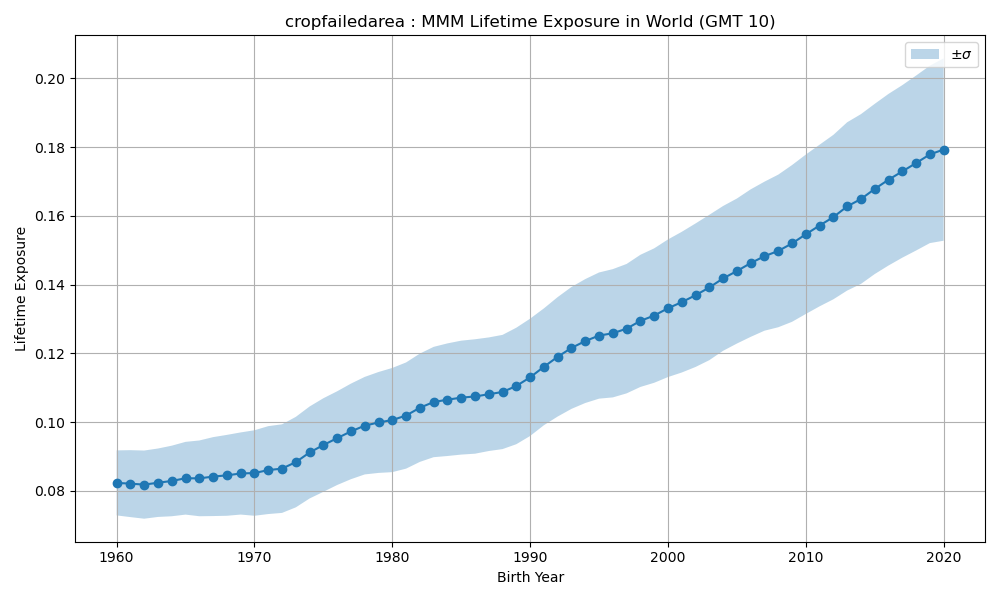 cropfailedarea : MMM Lifetime Exposure in World (GMT 10)
±σ
0.20
0.18
0.16
0.14
0.12
0.10
0.08
Lifetime Exposure
1960 1970 1980 1990 2000 2010 2020
Birth Year